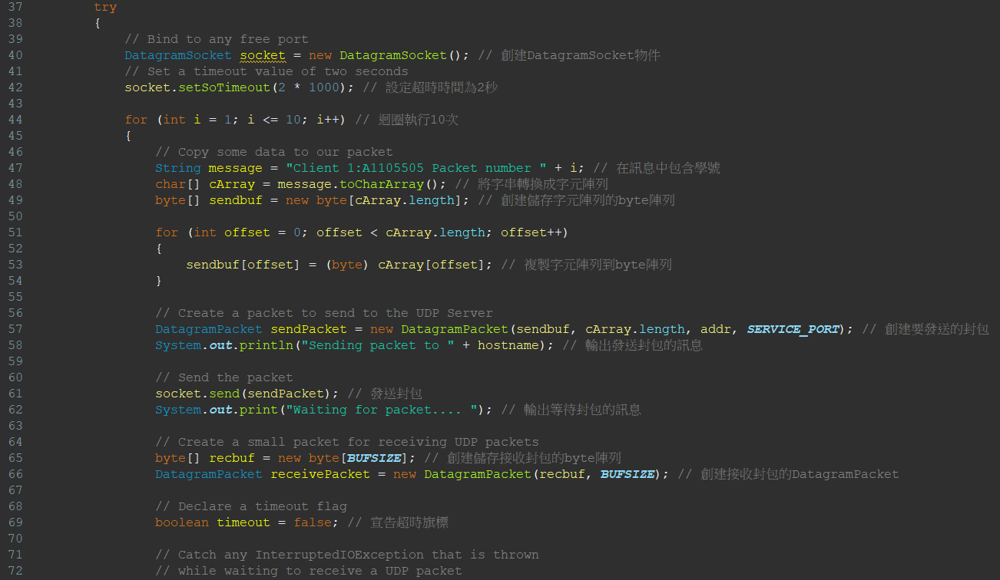 37 try
38 {
39 // Bind to any free port
40 DatagramSocket socket = new DatagramSocket(); // 創建DatagramSocket物件
41 // Set a timeout value of two seconds
42 socket.setSoTimeout(2 * 1000); // 設定超時時間為2秒
43
44 for (int i = 1; i <= 10; i++) // 迴圈執行10次
45 {
46 // Copy some data to our packet
47 String message = "Client 1:A1105505 Packet number " + i; // 在訊息中包含學號
48 char[] cArray = message.toCharArray(); // 將字串轉換成字元陣列
49 byte[] sendbuf = new byte[cArray.length]; // 創建儲存字元陣列的byte陣列
50
51 for (int offset = 0; offset < cArray.length; offset++)
52 {
53 sendbuf[offset] = (byte) cArray[offset]; // 複製字元陣列到byte陣列
54 }
55
56 // Create a packet to send to the UDP Server
57 DatagramPacket sendPacket = new DatagramPacket(sendbuf, cArray.length, addr, SERVICE_PORT); // 創建要發送的封包
58 System.out.println("Sending packet to " + hostname); // 輸出發送封包的訊息
59
60 // Send the packet
61 socket.send(sendPacket); // 發送封包
62 System.out.print("Waiting for packet.... "); // 輸出等待封包的訊息
63
64 // Create a small packet for receiving UDP packets
65 byte[] recbuf = new byte[BUFSIZE]; // 創建儲存接收封包的byte陣列
66 DatagramPacket receivePacket = new DatagramPacket(recbuf, BUFSIZE); // 創建接收封包的DatagramPacket
67
68 // Declare a timeout flag
69 boolean timeout = false; // 宣告超時旗標
70
71 // Catch any InterruptedIOException that is thrown
72 // while waiting to receive a UDP packet